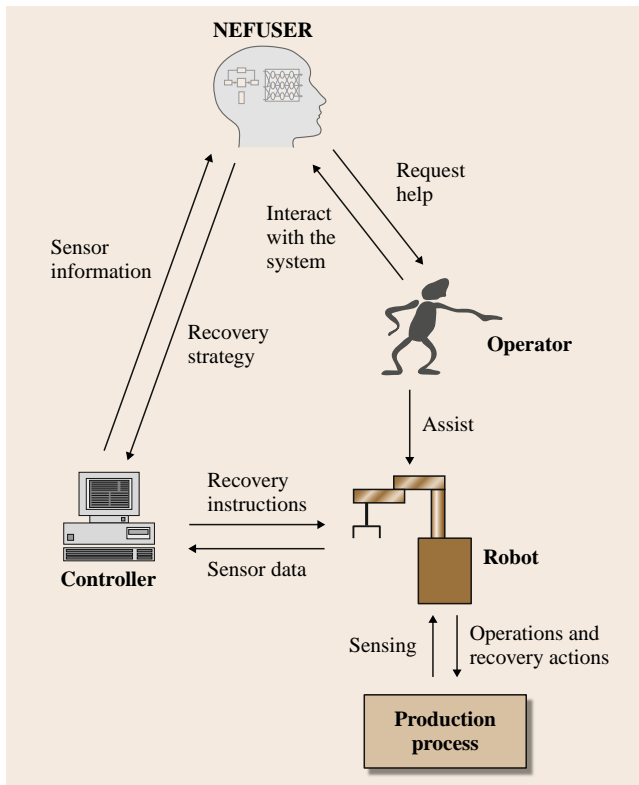 NEFUSER
Request
help
Interact
with the
system
Sensor
information
Recovery
strategy
Operator
Assist
Recovery
instructions
Sensor data
Controller
Robot
Sensing
Operations and
recovery actions
Production
process